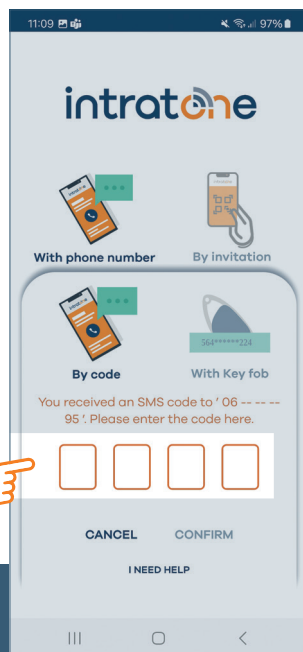 11:09 97%
intratone
With phone number By invitation
564******224
By code With Key fob
You received an SMS code to ' 06 -- -- --
95 '. Please enter the code here.
CANCEL CONFIRM
I NEED HELP